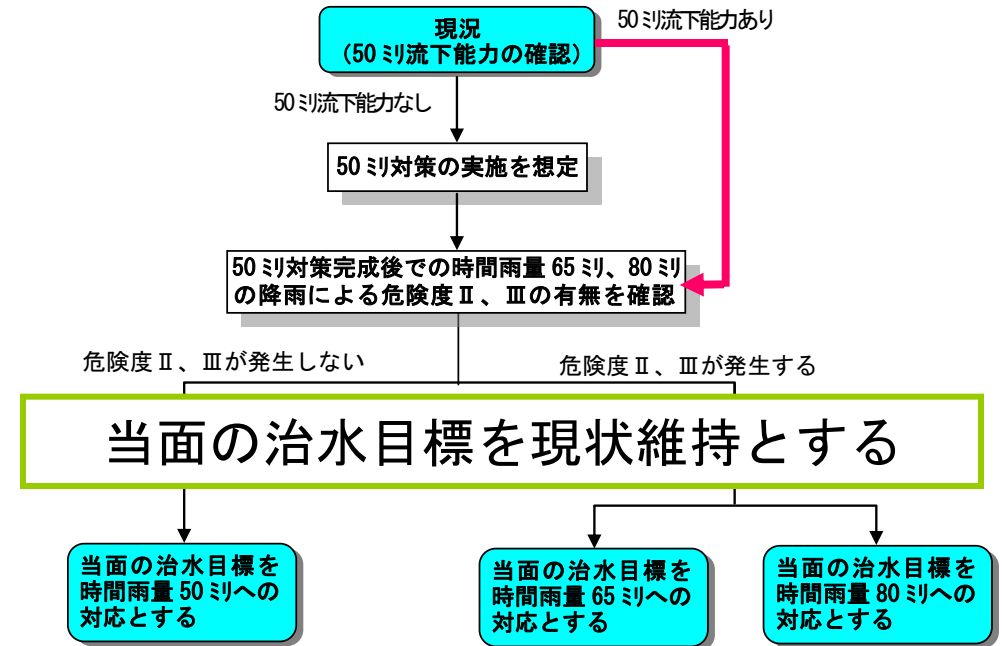 現況
(50ミリ流下能力の確認)
50ミリ流下能力あり
50ミリ流下能力なし
50ミリ対策の実施を想定
50ミリ対策完成後での時間雨量65ミリ、80ミリ
の降雨による危険度Ⅱ、Ⅲの有無を確認
危険度Ⅱ、Ⅲが発生しない
危険度Ⅱ、Ⅲが発生する
当面の治水目標を現状維持とする
当面の治水目標を
時間雨量50ミリへの
対応とする
当面の治水目標を
時間雨量65ミリへの
対応とする
当面の治水目標を
時間雨量80ミリへの
対応とする